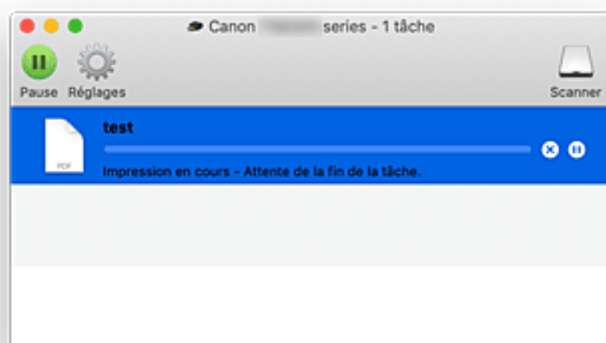 Canon series - 1 tâche
Pause Réglages Scanner
test
PDF
Impression en cours - Attente de la fin de la tâche.